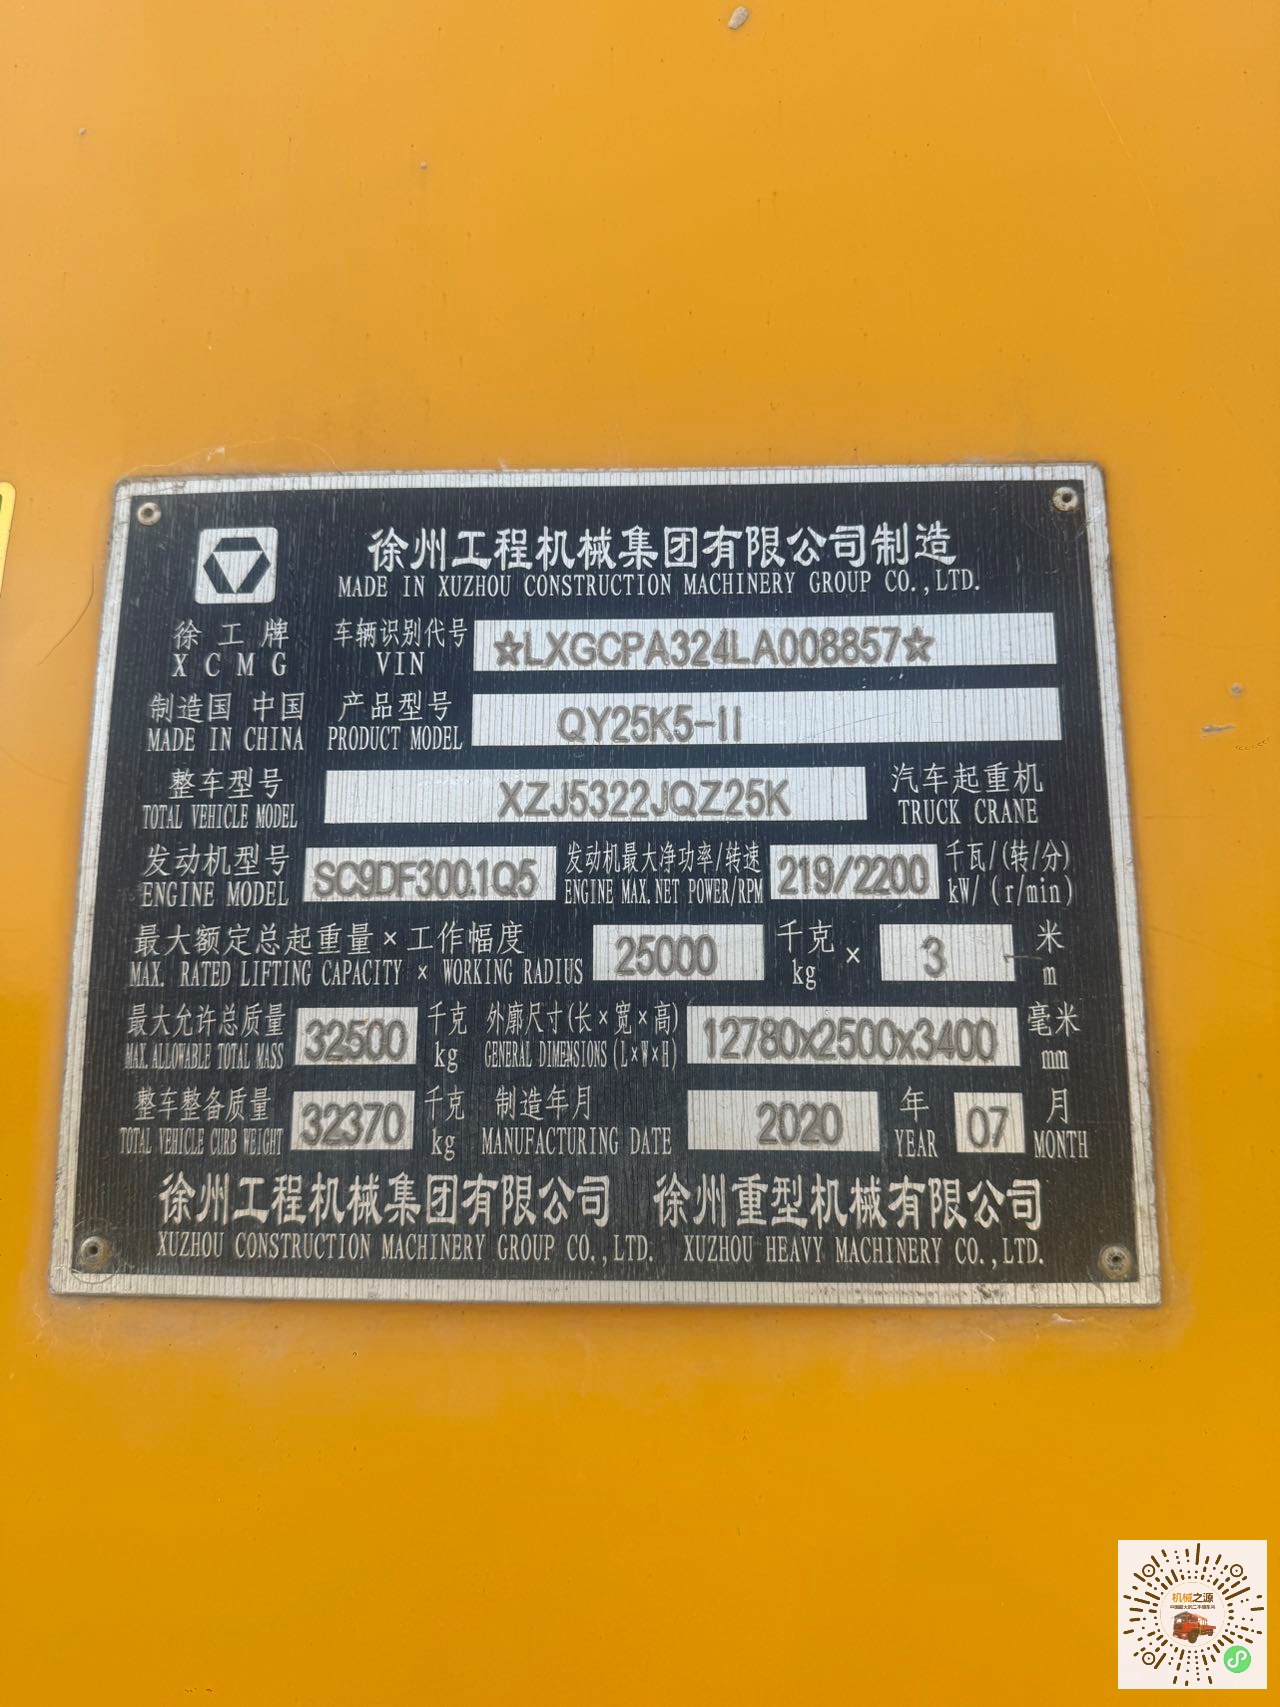 徐州工程机械集团有限公司制造
MADE IN XUZHOU CONSTRUCTION MACHINERY GROUP CO.,LTD.
徐工牌 车辆识别代号 ☆LXGCPA324LA008857☆
XCMG VIN
制造国 中国 产品型号 QY25K5-II
MADE IN CHINA PRODUCT MODEL
整车型号 XZJ5322JQZ25K 汽车起重机
TOTAL VEHICLE MODEL TRUCK CRANE
发动机型号 SC9DF300.1Q5 发动机最大净功率/转速 219/2200 千瓦/(转/分)
ENGINE MODEL ENGINE MAX.NET POWER/RPM kW/(r/min)
最大额定总起重量×工作幅度 25000 千克 × 3 米
MAX. RATED LIFTING CAPACITY × WORKING RADIUS kg m
最大允许总质量 32500 千克 外廓尺寸(长×宽×高) 12780x2500x3400 毫米
MAX.ALLOWABLE TOTAL MASS kg GENERAL DIMENSIONS(L×W×H) mm
整车整备质量 32370 千克 制造年月 2020 年 07 月
TOTAL VEHICLE CURB WEIGHT kg MANUFACTURING DATE YEAR MONTH
徐州工程机械集团有限公司 徐州重型机械有限公司
XUZHOU CONSTRUCTION MACHINERY GROUP CO.,LTD. XUZHOU HEAVY MACHINERY CO.,LTD.
机械之源